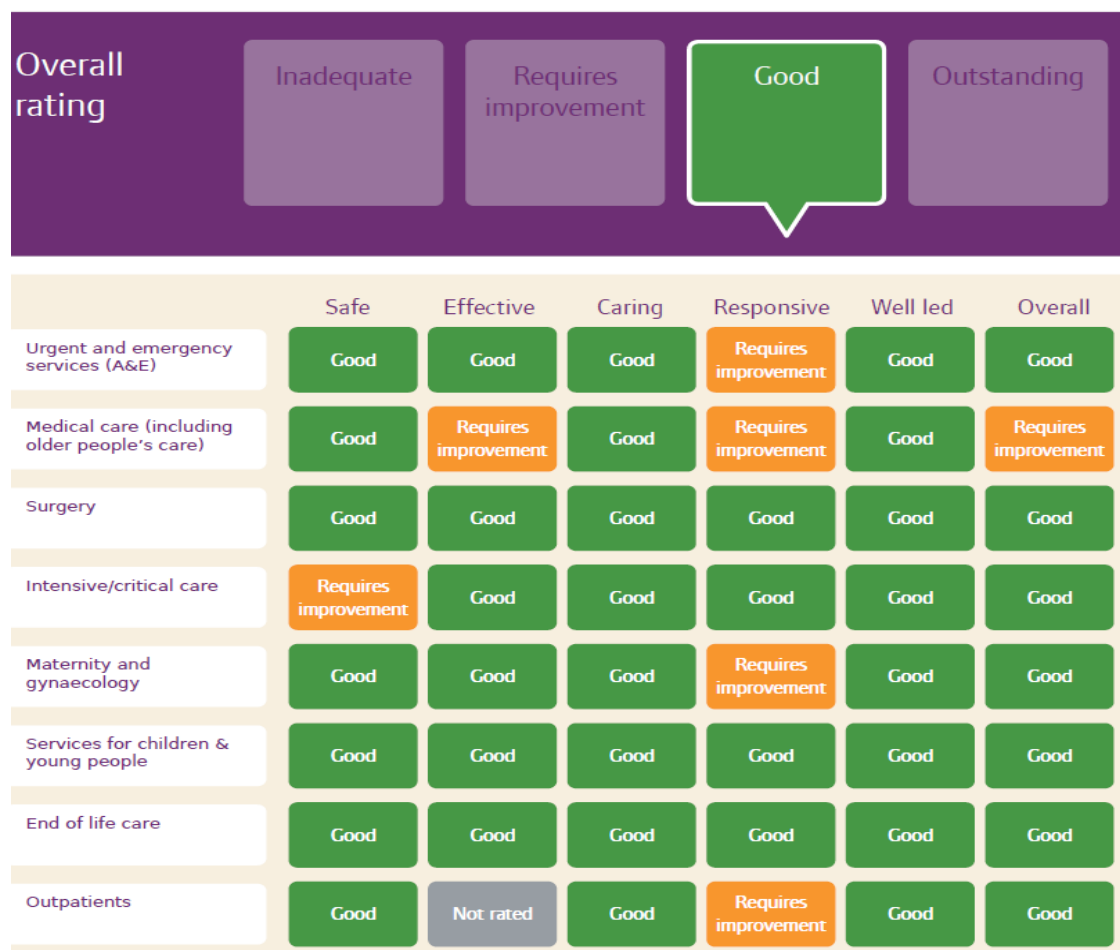 Overall
rating
Inadequate
Requires
improvement
Good
Outstanding
Safe Effective Caring Responsive Well led Overall
Urgent and emergency
services (A&E)
Good Good Good Requires
improvement Good Good
Medical care (including
older people’s care)
Good Requires
improvement Good Requires
improvement Good Requires
improvement
Surgery
Good Good Good Good Good Good
Intensive/critical care
Requires
improvement Good Good Good Good Good
Maternity and
gynaecology
Good Good Good Requires
improvement Good Good
Services for children &
young people
Good Good Good Good Good Good
End of life care
Good Good Good Good Good Good
Outpatients
Good Not rated Good Requires
improvement Good Good